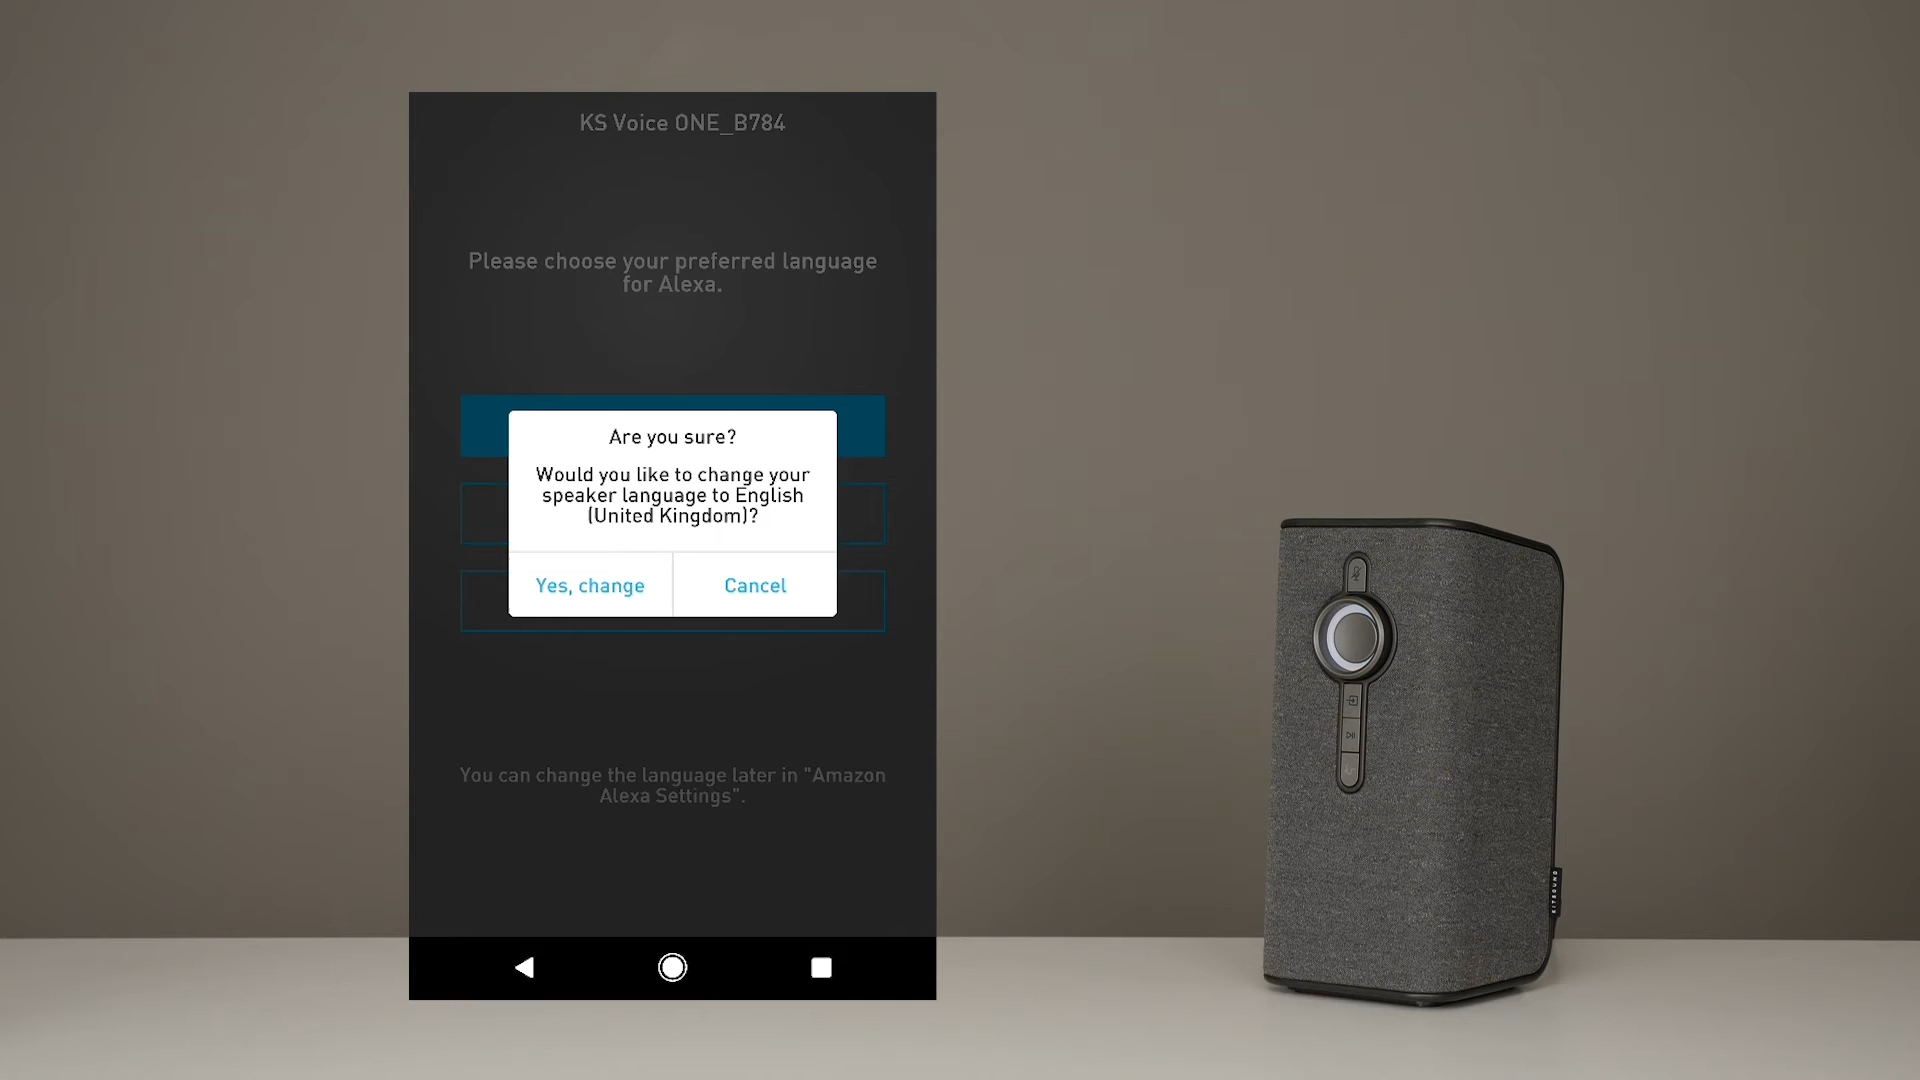 KS Voice ONE_B784
Please choose your preferred language
for Alexa.
Are you sure?
Would you like to change your
speaker language to English
(United Kingdom)?
Yes, change
Cancel
You can change the language later in "Amazon
Alexa Settings".
KITSOUND